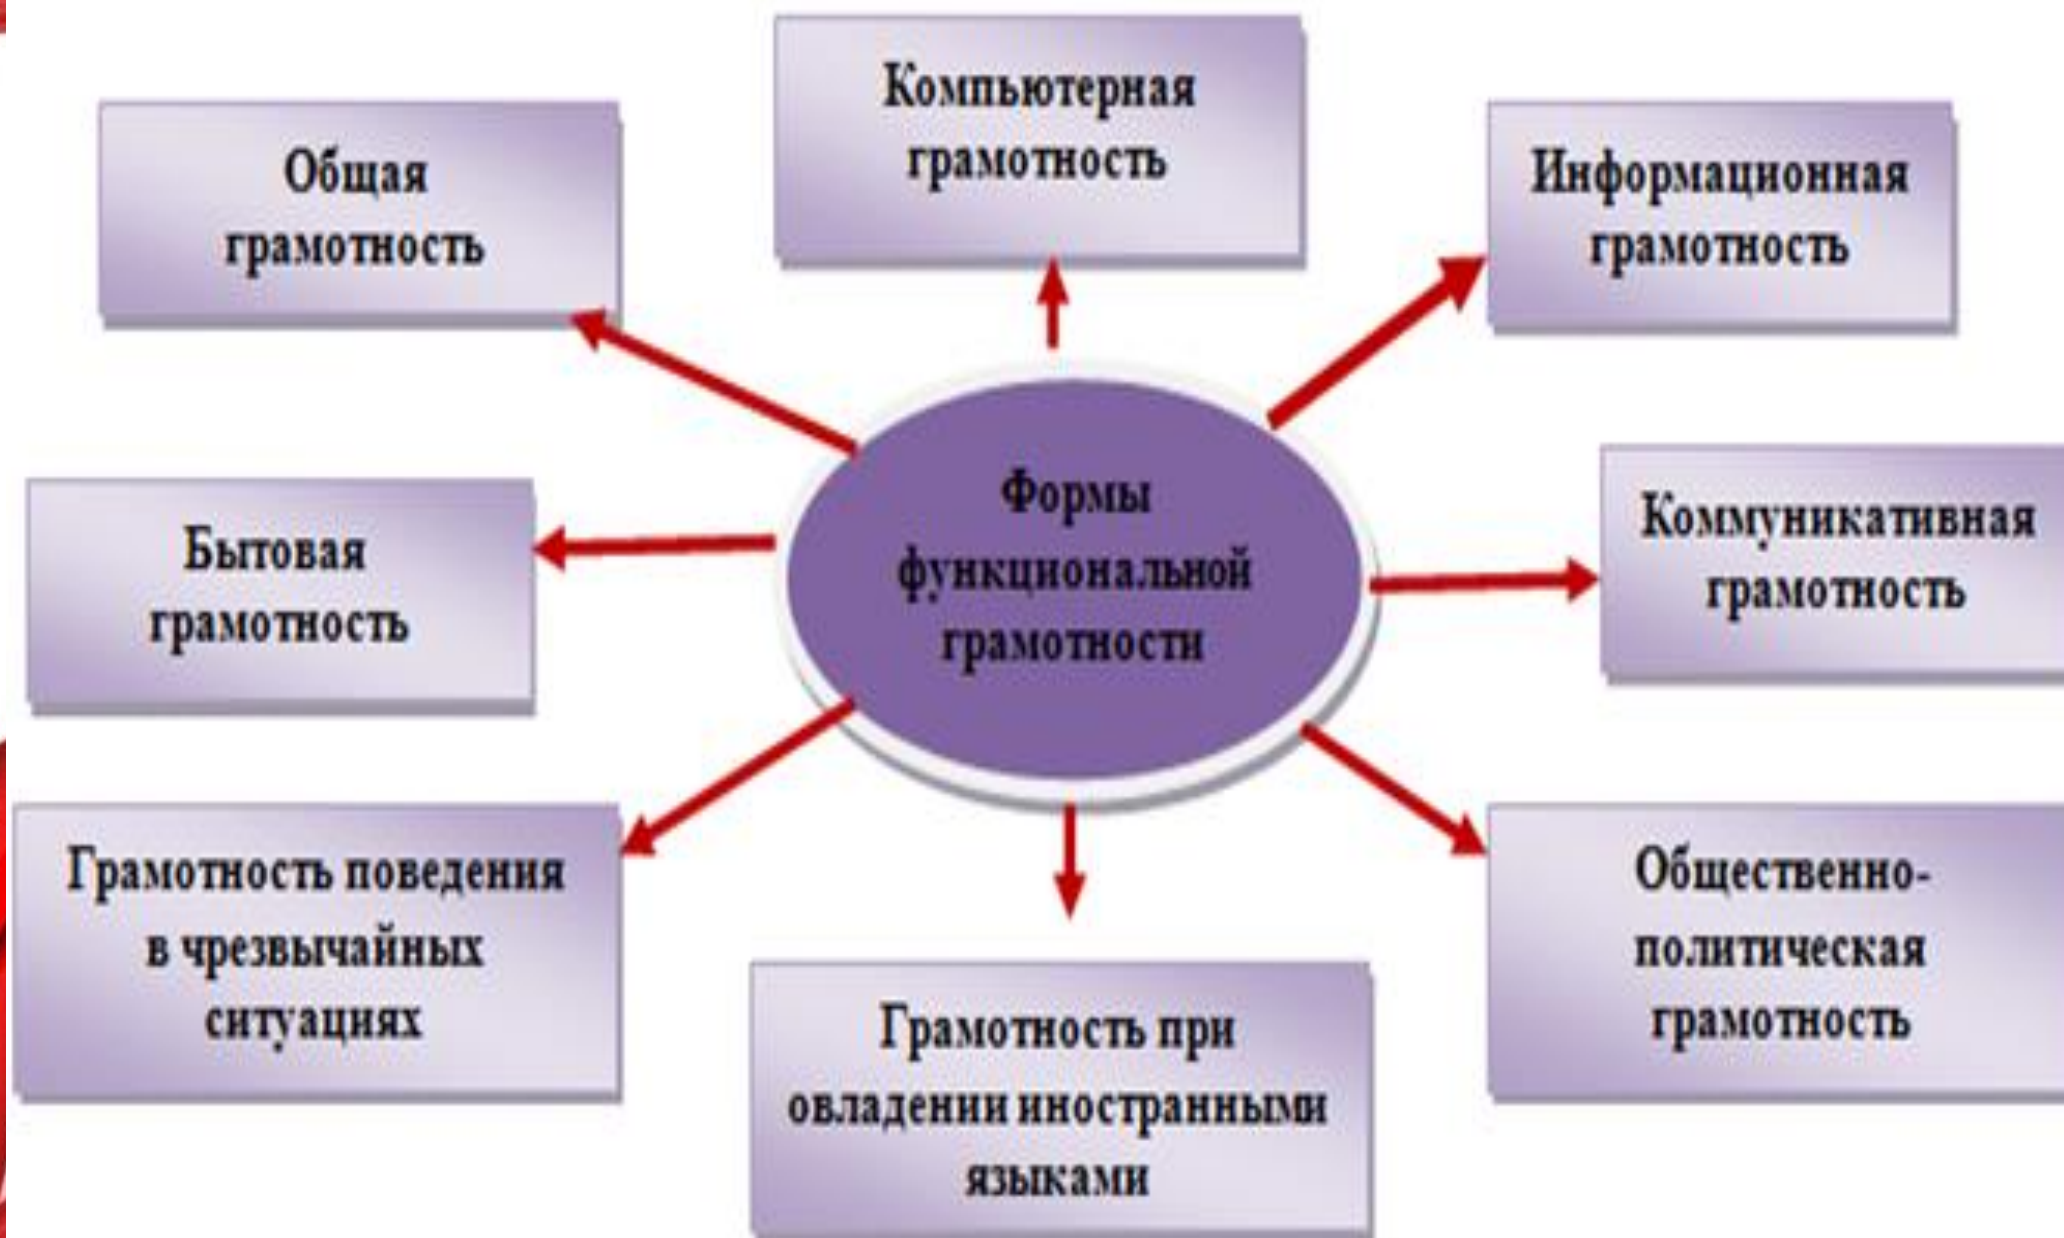 Компьютерная
грамотность
Общая
грамотность
Информационная
грамотность
Формы
функциональной
грамотности
Бытовая
грамотность
Коммуникативная
грамотность
Грамотность поведения
в чрезвычайных
ситуациях
Грамотность при
овладении иностранными
языками
Общественно-
политическая
грамотность